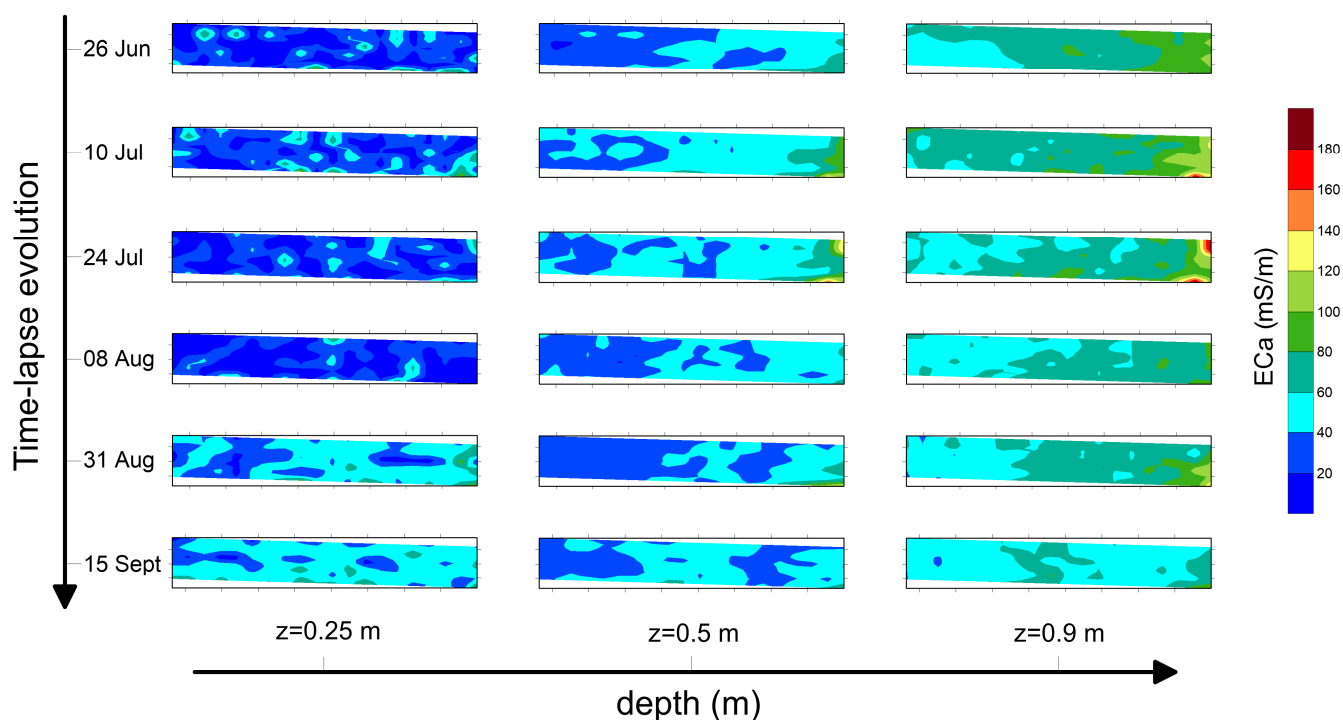 Time-lapse evolution
26 Jun
10 Jul
24 Jul
08 Aug
31 Aug
15 Sept
z=0.25 m
z=0.5 m
z=0.9 m
depth (m)
ECa (mS/m)
180
160
140
120
100
80
60
40
20